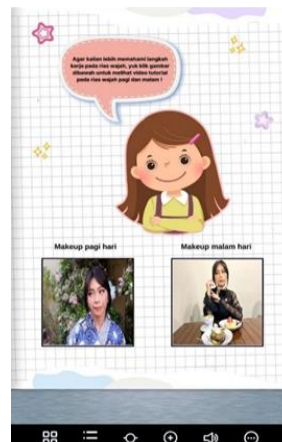 Agar kalian lebih memahami langkah
kerja pada rias wajah, yuk klik gambar
dibawah untuk melihat video tutorial
pada rias wajah pagi dan malam !
Makeup pagi hari
Makeup malam hari